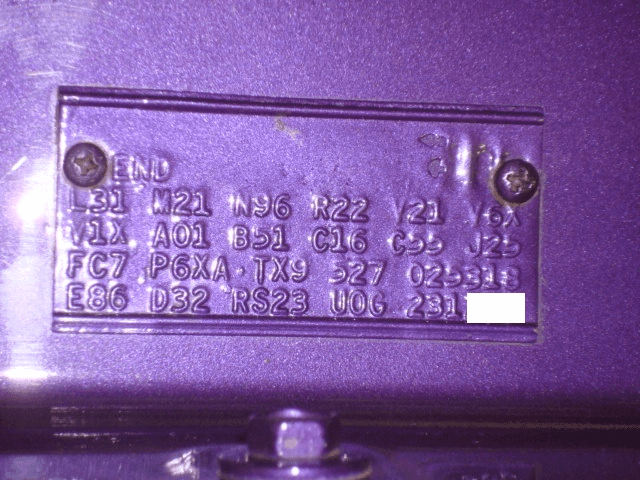 END
L31 M21 N96 R22 V21 V6X
V1X A01 B51 C16 C55 J25
FC7 P6XA·TX9 527 025318
E86 D32 RS23 U0G 231